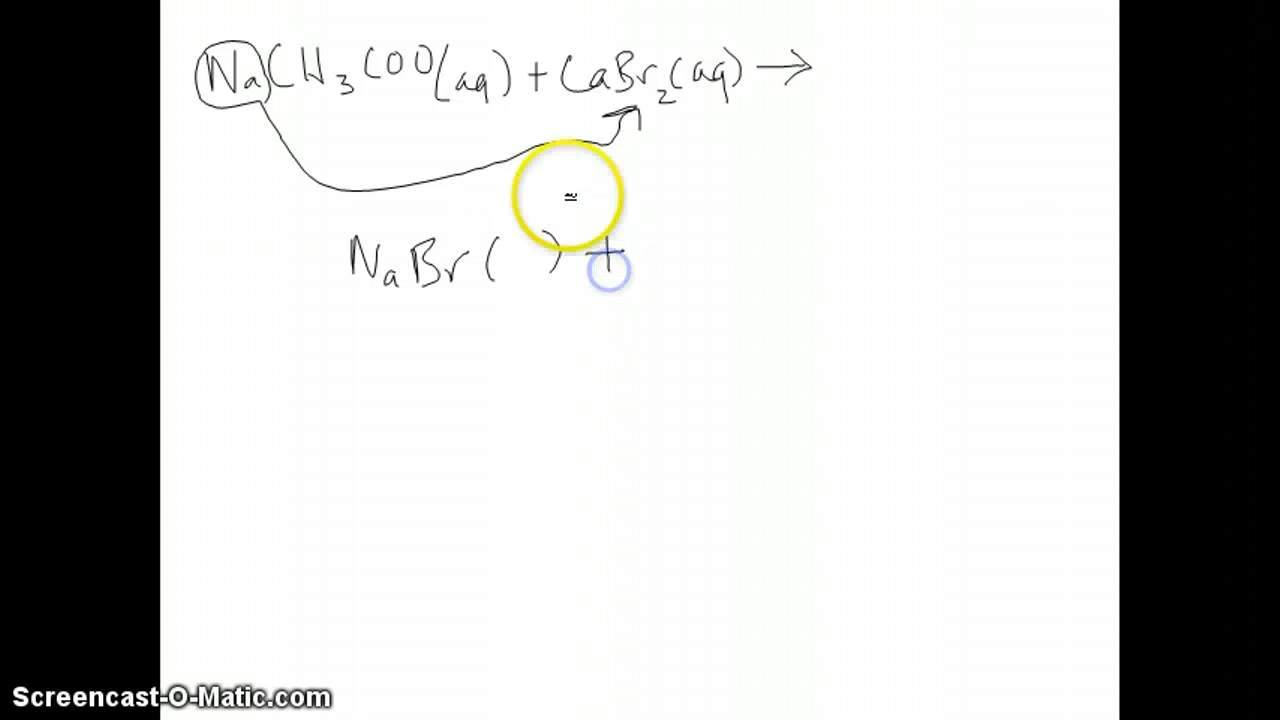 NaCH₃COO(aq) + CaBr₂(aq) →
NaBr( ) +
Screencast-O-Matic.com